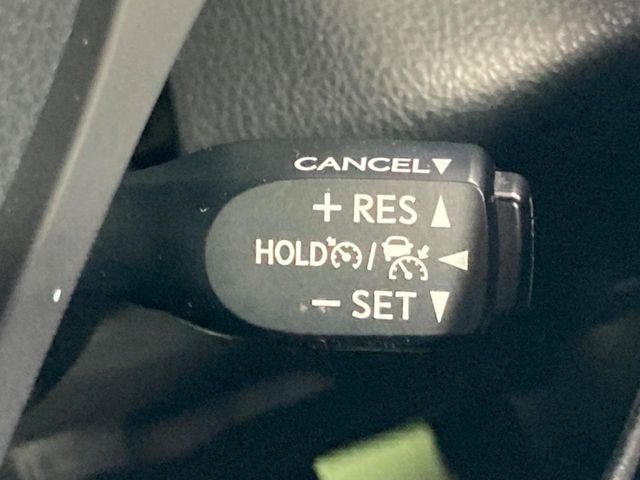 CANCEL▼
+ RES ▲
HOLD / ◀
− SET ▼